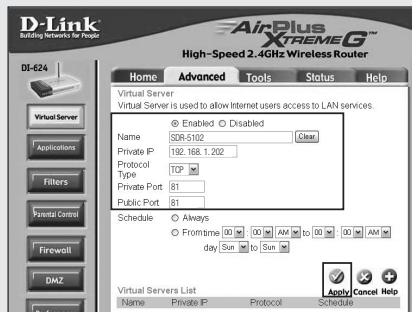 D-Link
Building Networks for People
AirPlus
XTREME G™
High-Speed 2.4GHz Wireless Router
DI-624
Home Advanced Tools Status Help
Virtual Server
Applications
Filters
Parental Control
Firewall
DMZ
Virtual Server
Virtual Server is used to allow Internet users access to LAN services.
Enabled Disabled
Name SDR-5102 Clear
Private IP 192.168.1.202
Protocol
Type TCP
Private Port 81
Public Port 81
Schedule Always
From time 00 : 00 AM to 00 : 00 AM
day Sun to Sun
Apply Cancel Help
Virtual Servers List
Name Private IP Protocol Schedule